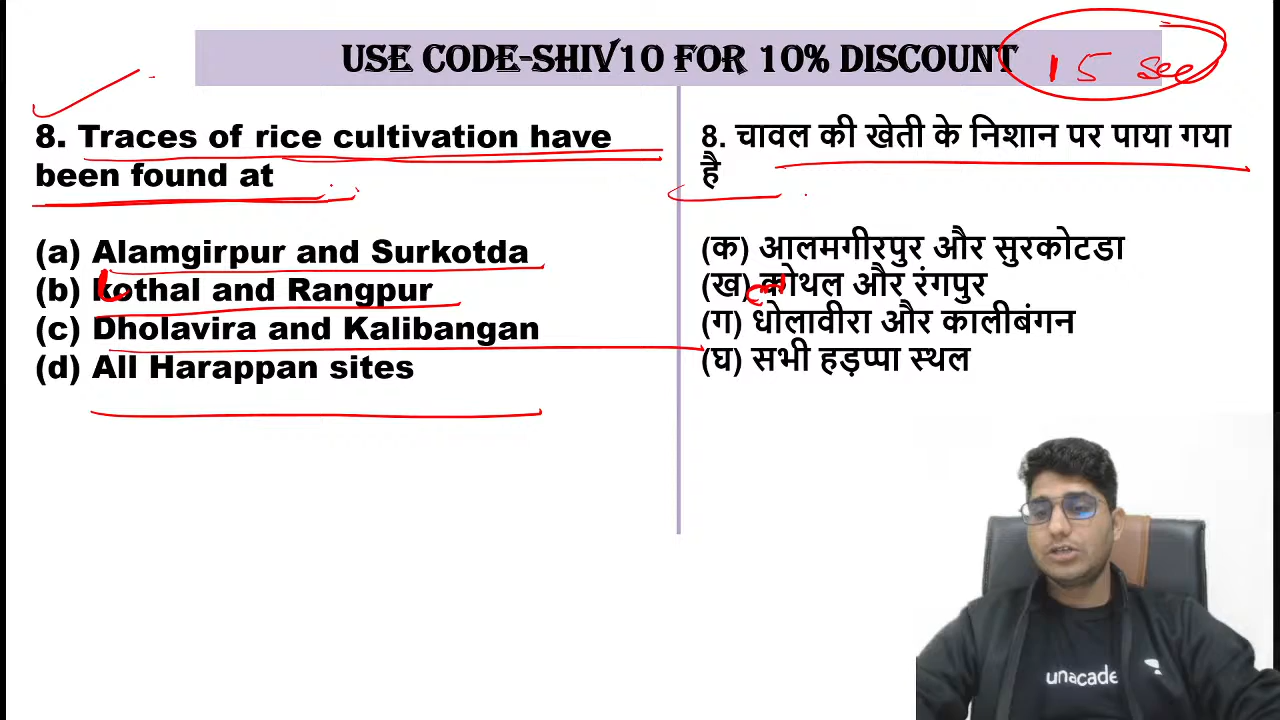 USE CODE-SHIV10 FOR 10% DISCOUNT
15 sec
8. Traces of rice cultivation have
been found at
(a) Alamgirpur and Surkotda
(b) Lothal and Rangpur
(c) Dholavira and Kalibangan
(d) All Harappan sites
8. चावल की खेती के निशान पर पाया गया
है
(क) आलमगीरपुर और सुरकोटडा
(ख) लोथल और रंगपुर
(ग) धोलावीरा और कालीबंगन
(घ) सभी हड़प्पा स्थल
unacade